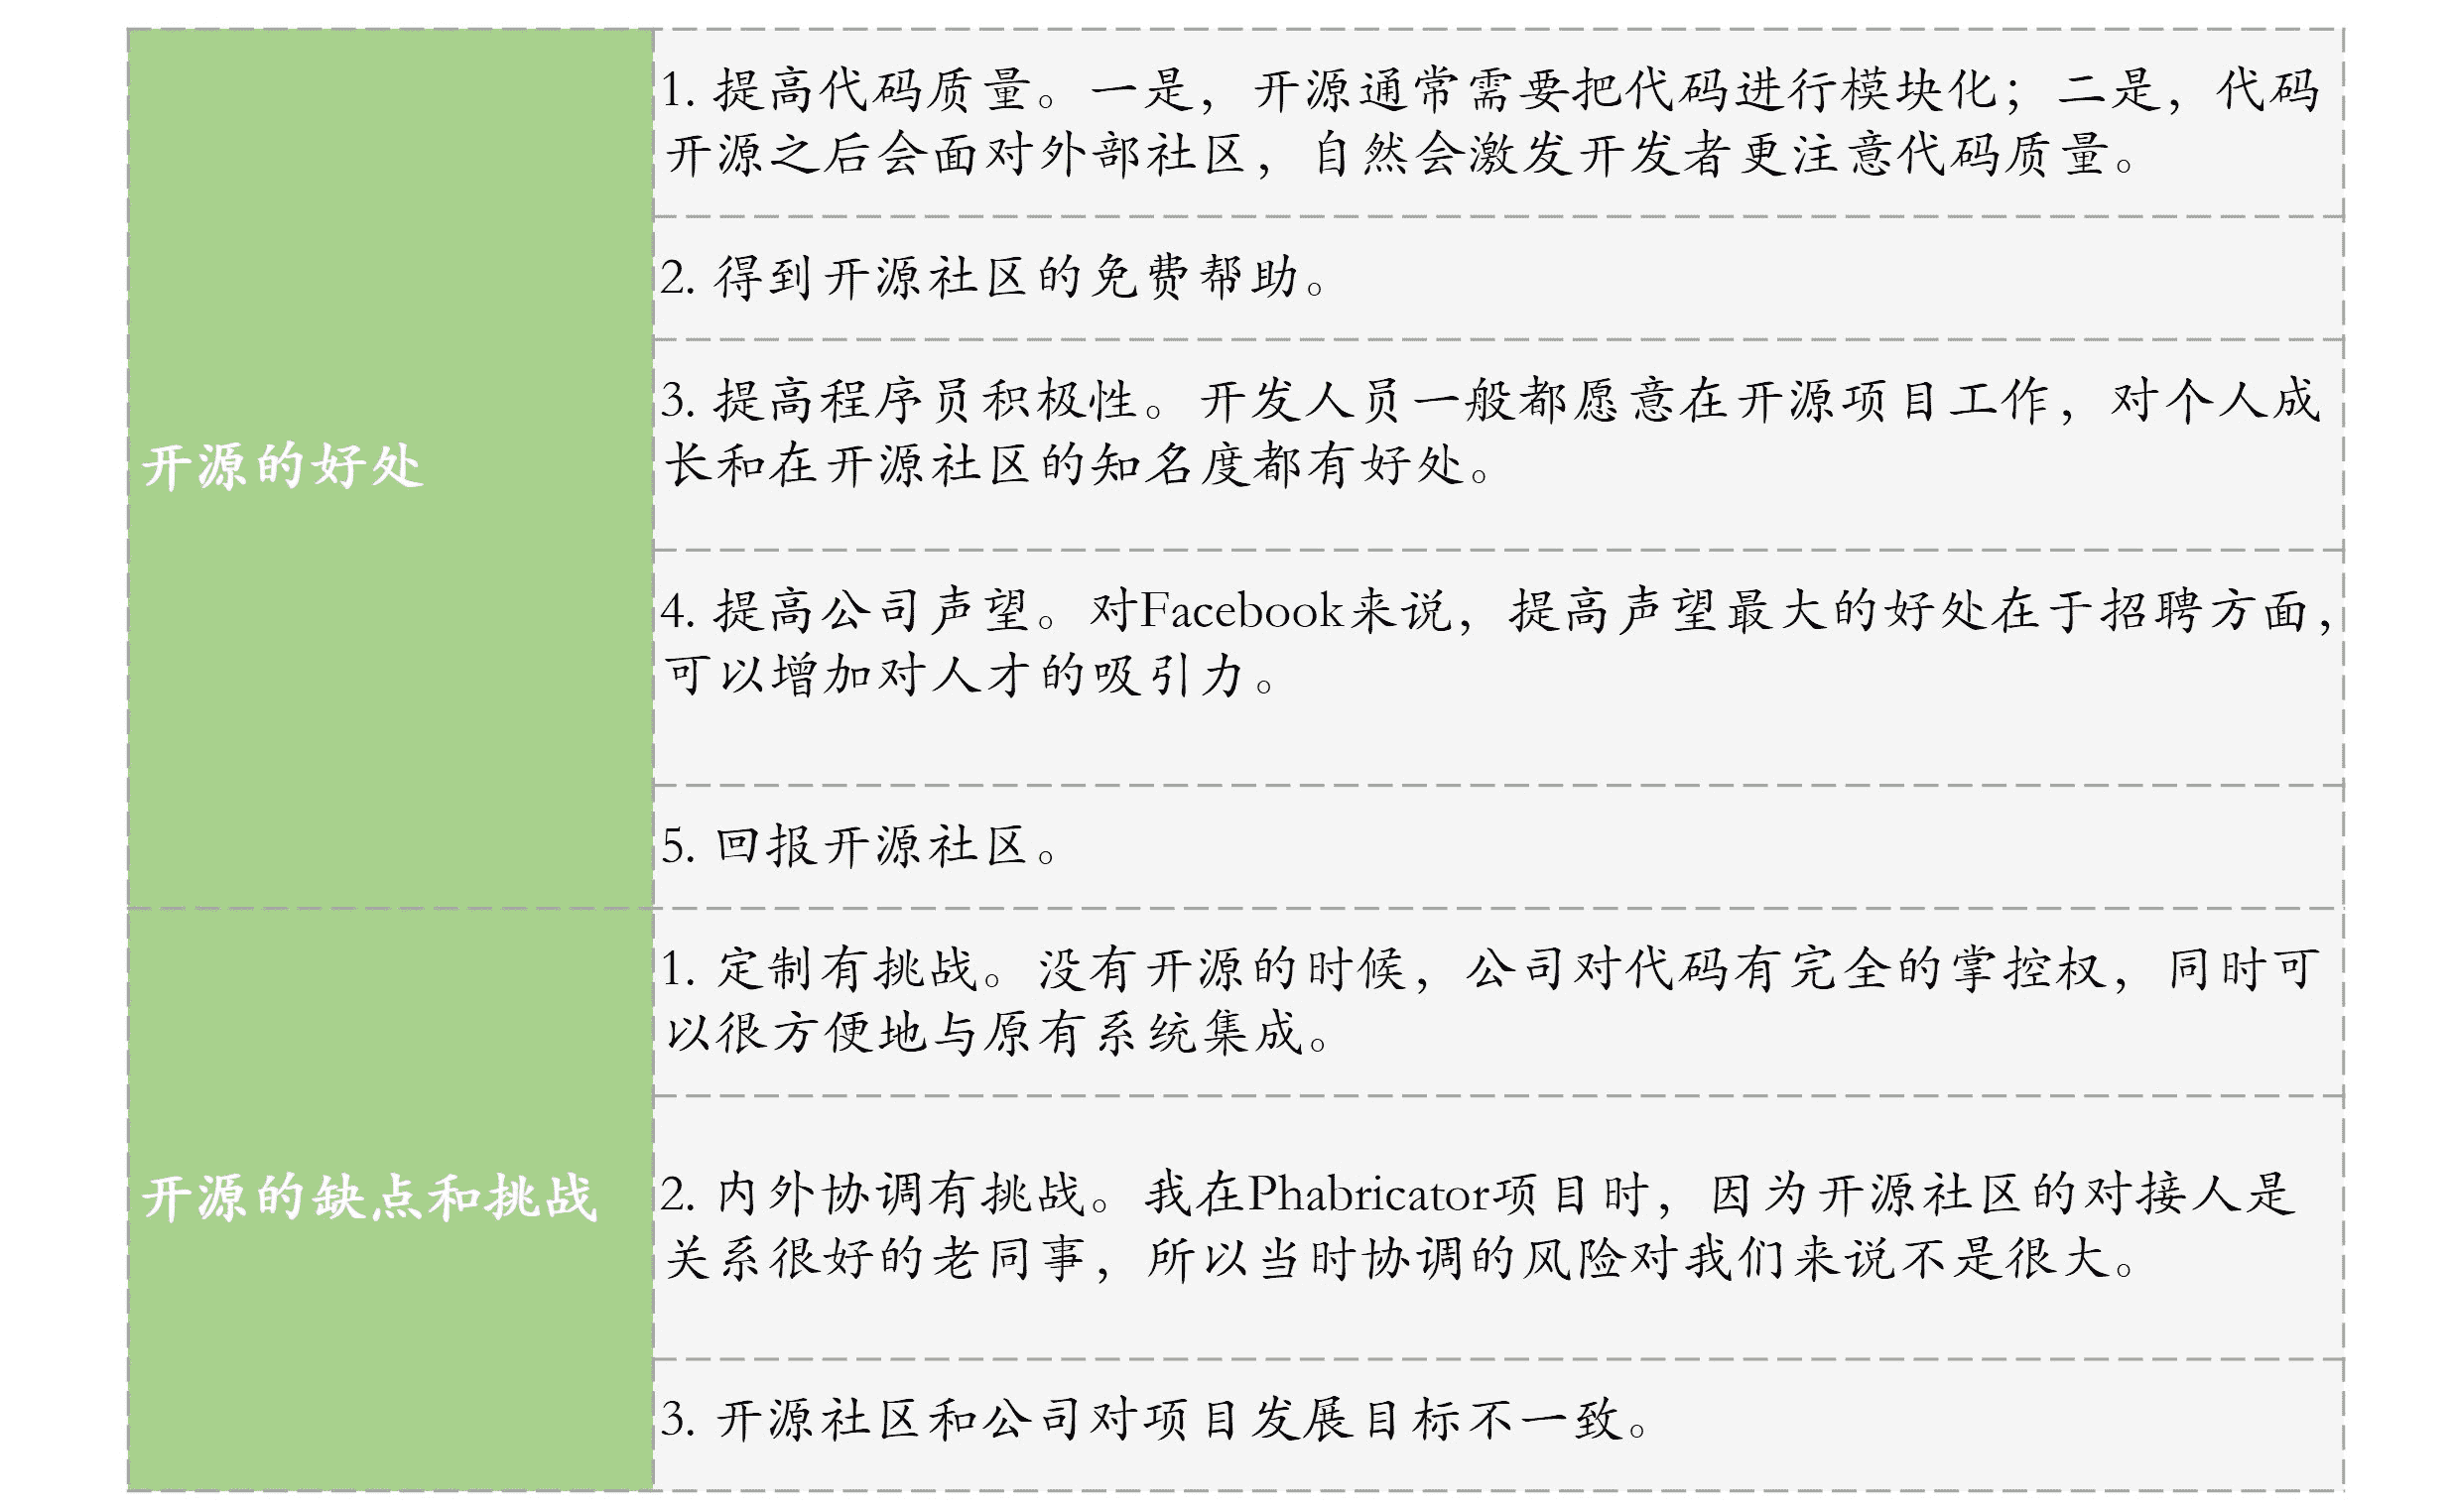 开源的好处
1. 提高代码质量。一是，开源通常需要把代码进行模块化；二是，代码
开源之后会面对外部社区，自然会激发开发者更注意代码质量。
2. 得到开源社区的免费帮助。
3. 提高程序员积极性。开发人员一般都愿意在开源项目工作，对个人成
长和在开源社区的知名度都有好处。
4. 提高公司声望。对Facebook来说，提高声望最大的好处在于招聘方面，
可以增加对人才的吸引力。
5. 回报开源社区。
开源的缺点和挑战
1. 定制有挑战。没有开源的时候，公司对代码有完全的掌控权，同时可
以很方便地与原有系统集成。
2. 内外协调有挑战。我在Phabricator项目时，因为开源社区的对接人是
关系很好的老同事，所以当时协调的风险对我们来说不是很大。
3. 开源社区和公司对项目发展目标不一致。